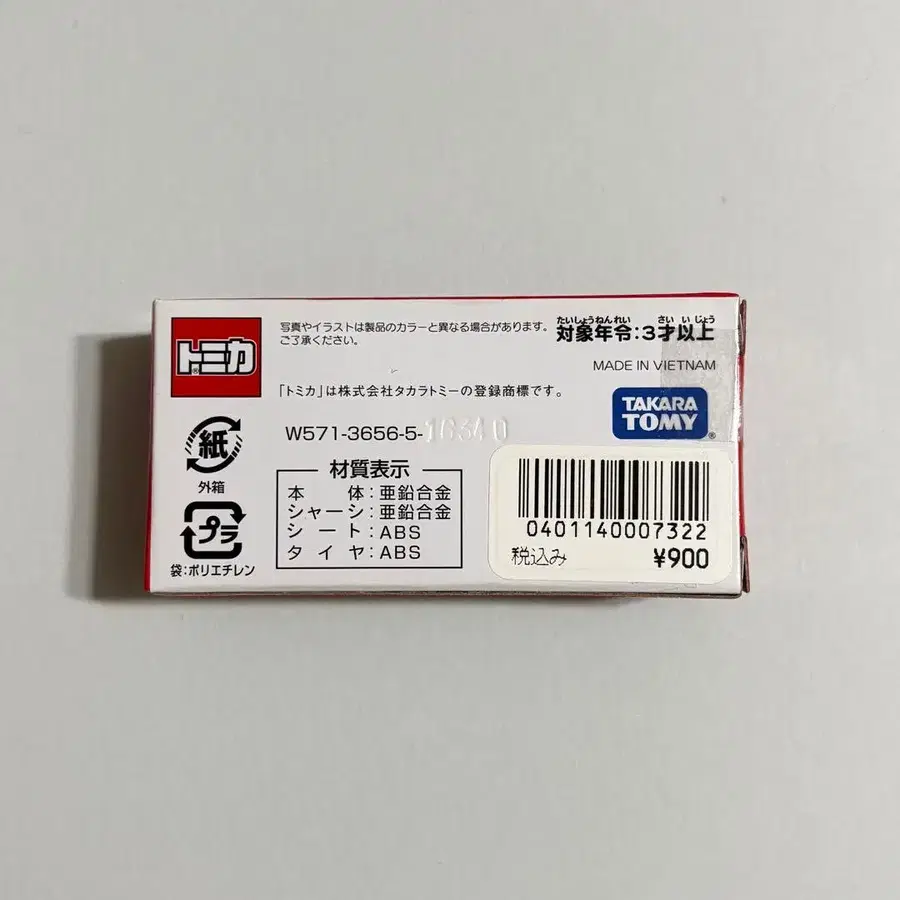 トミカ
写真やイラストは製品のカラーと異なる場合があります。
ご了承ください。
「トミカ」は株式会社タカラトミーの登録商標です。
たいしょうねんれい さいいじょう
対象年令:3才以上
MADE IN VIETNAM
TAKARA
TOMY®
W571-3656-5-16340
紙
外箱
プラ
袋:ポリエチレン
材質表示
本体:亜鉛合金
シャーシ:亜鉛合金
シート:ABS
タイヤ:ABS
0401140007322
税込み ¥900